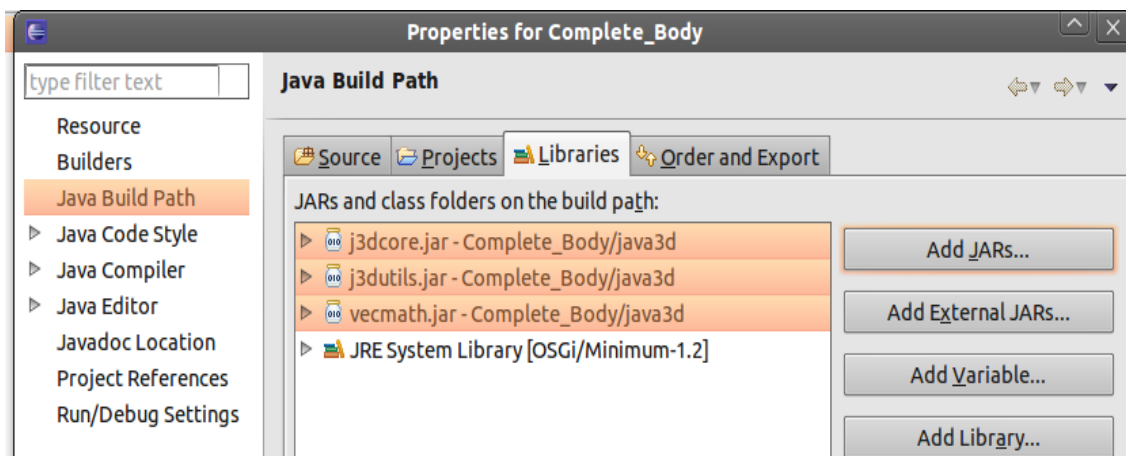 Properties for Complete_Body
type filter text
Resource
Builders
Java Build Path
Java Code Style
Java Compiler
Java Editor
Javadoc Location
Project References
Run/Debug Settings
Java Build Path
Source Projects Libraries Order and Export
JARs and class folders on the build path:
j3dcore.jar - Complete_Body/java3d
j3dutils.jar - Complete_Body/java3d
vecmath.jar - Complete_Body/java3d
JRE System Library [OSGi/Minimum-1.2]
Add JARs...
Add External JARs...
Add Variable...
Add Library...